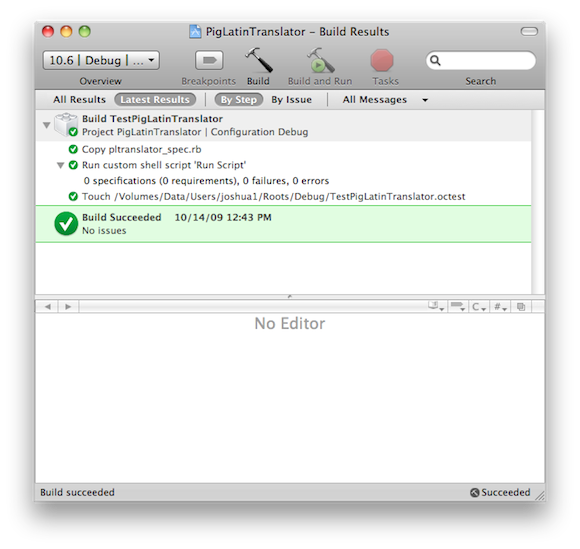 PigLatinTranslator – Build Results
10.6 | Debug | ...
Overview
Breakpoints
Build
Build and Run
Tasks
Search
All Results
Latest Results
By Step
By Issue
All Messages
Build TestPigLatinTranslator
Project PigLatinTranslator | Configuration Debug
Copy pltranslator_spec.rb
Run custom shell script 'Run Script'
0 specifications (0 requirements), 0 failures, 0 errors
Touch /Volumes/Data/Users/joshua1/Roots/Debug/TestPigLatinTranslator.octest
Build Succeeded 10/14/09 12:43 PM
No issues
C
#
No Editor
Build succeeded
Succeeded